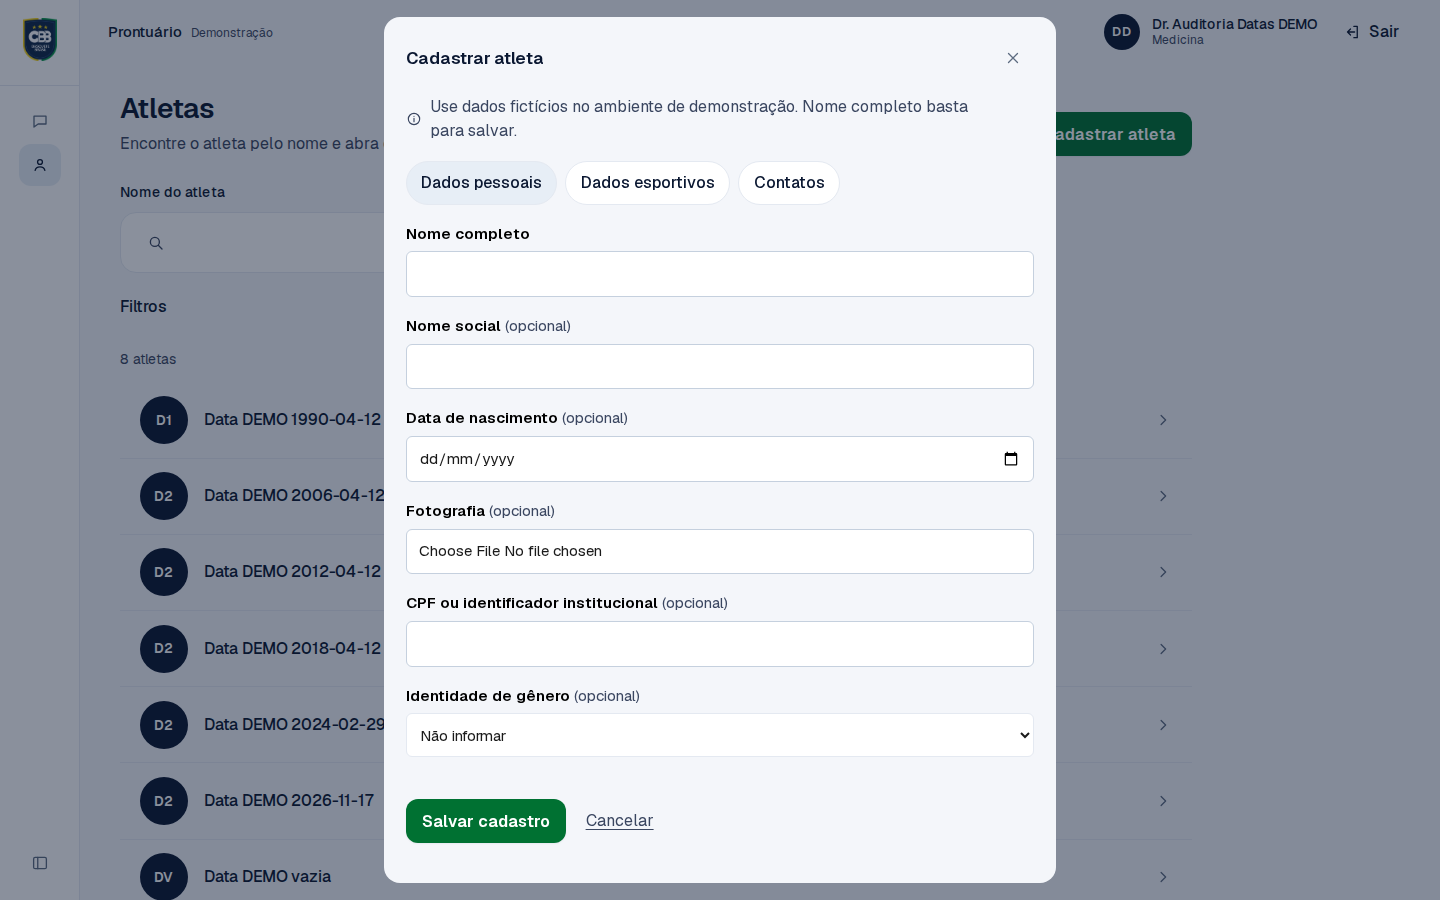 CBB
Prontuário Demonstração
DD
Dr. Auditoria Datas DEMO
Medicina
Sair
Atletas
Encontre o atleta pelo nome e abra
adastrar atleta
Nome do atleta
Filtros
8 atletas
D1 Data DEMO 1990-04-12
D2 Data DEMO 2006-04-12
D2 Data DEMO 2012-04-12
D2 Data DEMO 2018-04-12
D2 Data DEMO 2024-02-29
D2 Data DEMO 2026-11-17
DV Data DEMO vazia
Cadastrar atleta
Use dados fictícios no ambiente de demonstração. Nome completo basta
para salvar.
Dados pessoais Dados esportivos Contatos
Nome completo
Nome social (opcional)
Data de nascimento (opcional)
dd/mm/yyyy
Fotografia (opcional)
Choose File No file chosen
CPF ou identificador institucional (opcional)
Identidade de gênero (opcional)
Não informar
Salvar cadastro Cancelar